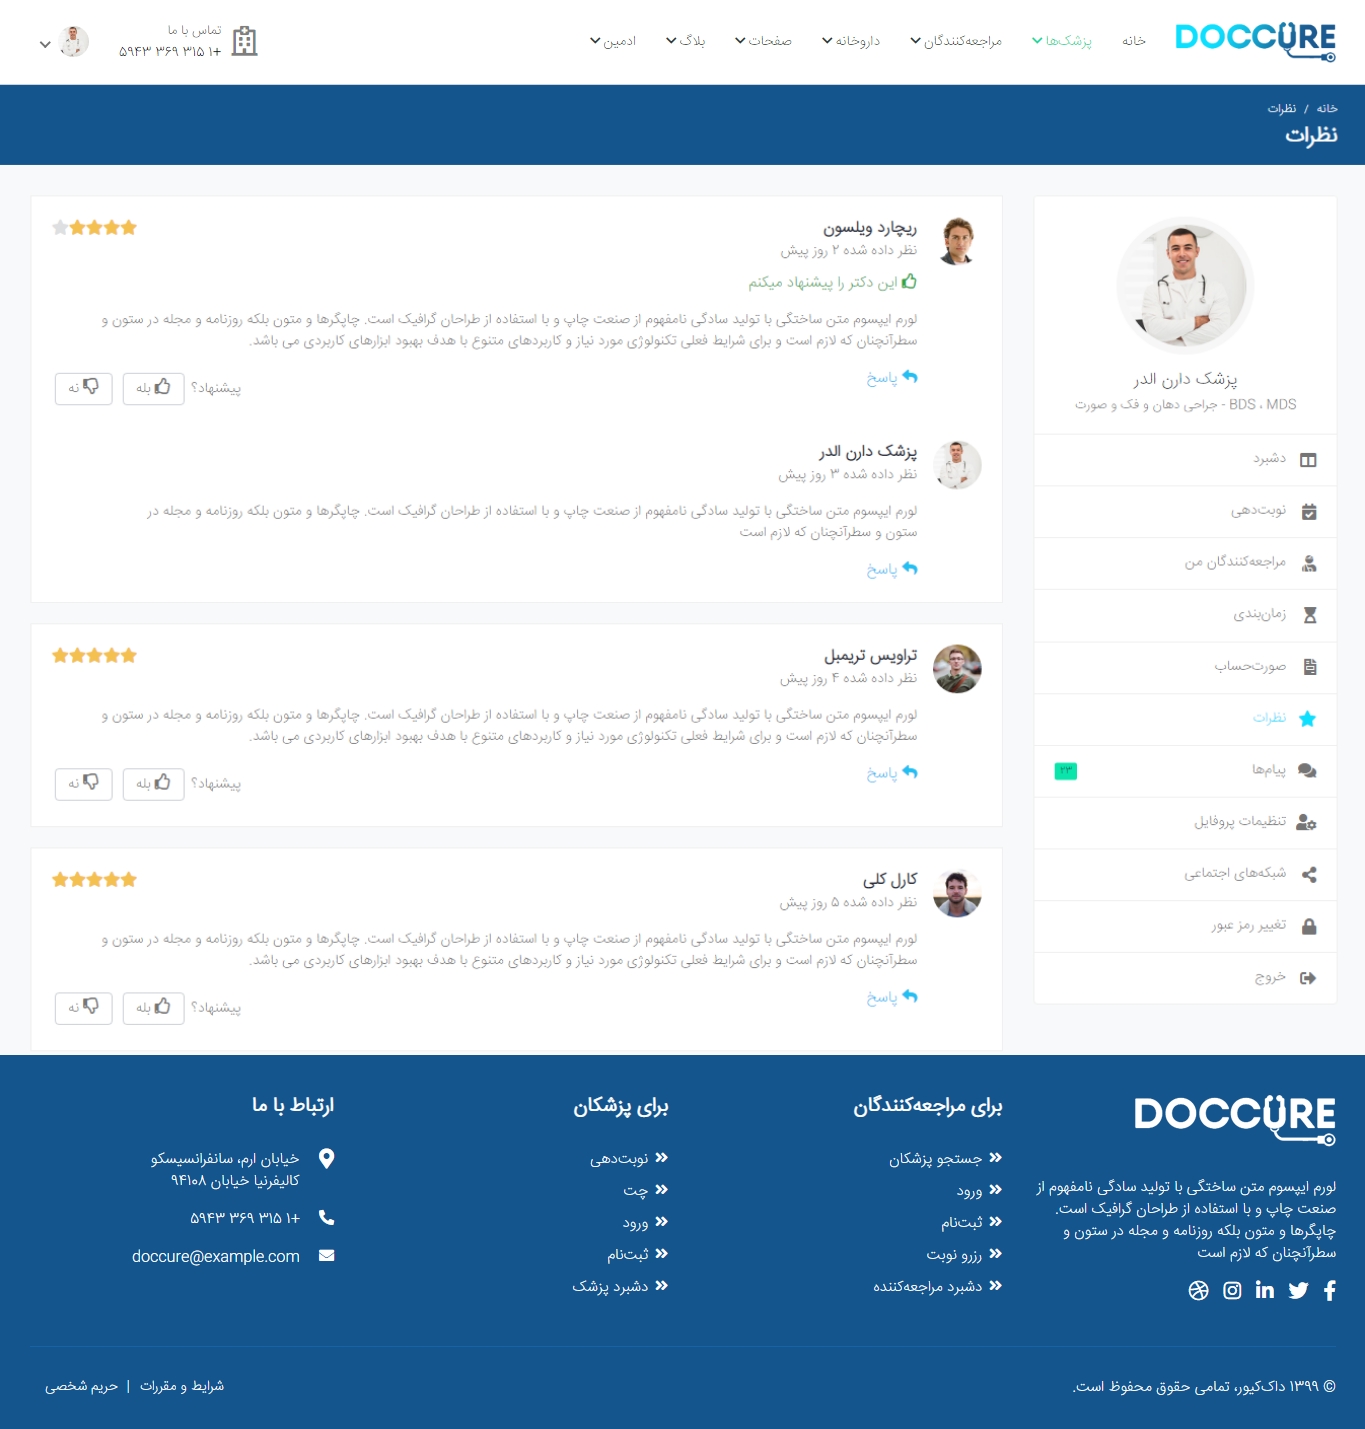 DOCCURE
خانه
پزشک‌ها
مراجعه‌کنندگان
داروخانه
صفحات
بلاگ
ادمین
تماس با ما
+۱ ۳۱۵ ۳۶۹ ۵۹۴۳
خانه / نظرات
نظرات
پزشک دارن الدر
BDS ، MDS - جراحی دهان و فک و صورت
دشبرد
نوبت‌دهی
مراجعه‌کنندگان من
زمان‌بندی
صورت‌حساب
نظرات
پیام‌ها
۲۳
تنظیمات پروفایل
شبکه‌های اجتماعی
تغییر رمز عبور
خروج
ریچارد ویلسون
نظر داده شده ۲ روز پیش
این دکتر را پیشنهاد میکنم
لورم ایپسوم متن ساختگی با تولید سادگی نامفهوم از صنعت چاپ و با استفاده از طراحان گرافیک است. چاپگرها و متون بلکه روزنامه و مجله در ستون و
سطرآنچنان که لازم است و برای شرایط فعلی تکنولوژی مورد نیاز و کاربردهای متنوع با هدف بهبود ابزارهای کاربردی می باشد.
پاسخ
پیشنهاد؟ بله نه
پزشک دارن الدر
نظر داده شده ۳ روز پیش
لورم ایپسوم متن ساختگی با تولید سادگی نامفهوم از صنعت چاپ و با استفاده از طراحان گرافیک است. چاپگرها و متون بلکه روزنامه و مجله در
ستون و سطرآنچنان که لازم است
پاسخ
تراویس تریمبل
نظر داده شده ۴ روز پیش
لورم ایپسوم متن ساختگی با تولید سادگی نامفهوم از صنعت چاپ و با استفاده از طراحان گرافیک است. چاپگرها و متون بلکه روزنامه و مجله در ستون و
سطرآنچنان که لازم است و برای شرایط فعلی تکنولوژی مورد نیاز و کاربردهای متنوع با هدف بهبود ابزارهای کاربردی می باشد.
پاسخ
پیشنهاد؟ بله نه
کارل کلی
نظر داده شده ۵ روز پیش
لورم ایپسوم متن ساختگی با تولید سادگی نامفهوم از صنعت چاپ و با استفاده از طراحان گرافیک است. چاپگرها و متون بلکه روزنامه و مجله در ستون و
سطرآنچنان که لازم است و برای شرایط فعلی تکنولوژی مورد نیاز و کاربردهای متنوع با هدف بهبود ابزارهای کاربردی می باشد.
پاسخ
پیشنهاد؟ بله نه
DOCCURE
لورم ایپسوم متن ساختگی با تولید سادگی نامفهوم از
صنعت چاپ و با استفاده از طراحان گرافیک است.
چاپگرها و متون بلکه روزنامه و مجله در ستون و
سطرآنچنان که لازم است
برای مراجعه‌کنندگان
جستجو پزشکان
ورود
ثبت‌نام
رزرو نوبت
دشبرد مراجعه‌کننده
برای پزشکان
نوبت‌دهی
چت
ورود
ثبت‌نام
دشبرد پزشک
ارتباط با ما
خیابان ارم، سانفرانسیسکو
کالیفرنیا خیابان ۹۴۱۰۸
+۱ ۳۱۵ ۳۶۹ ۵۹۴۳
doccure@example.com
© ۱۳۹۹ داک‌کیور، تمامی حقوق محفوظ است.
شرایط و مقررات | حریم شخصی